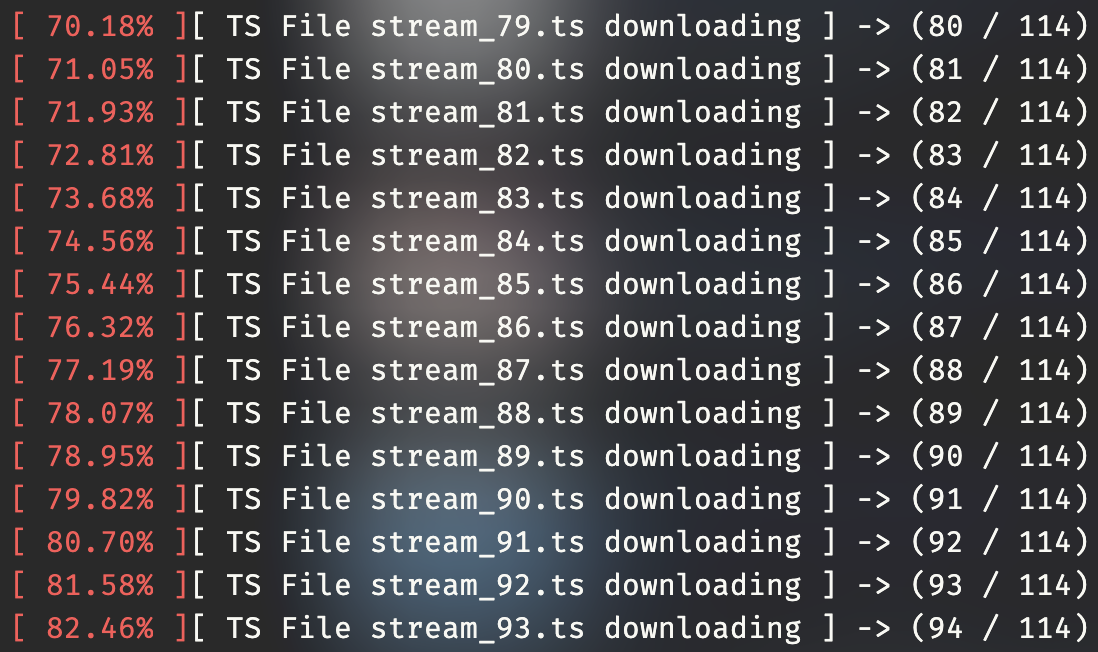 [ 70.18% ][ TS File stream_79.ts downloading ] -> (80 / 114)
[ 71.05% ][ TS File stream_80.ts downloading ] -> (81 / 114)
[ 71.93% ][ TS File stream_81.ts downloading ] -> (82 / 114)
[ 72.81% ][ TS File stream_82.ts downloading ] -> (83 / 114)
[ 73.68% ][ TS File stream_83.ts downloading ] -> (84 / 114)
[ 74.56% ][ TS File stream_84.ts downloading ] -> (85 / 114)
[ 75.44% ][ TS File stream_85.ts downloading ] -> (86 / 114)
[ 76.32% ][ TS File stream_86.ts downloading ] -> (87 / 114)
[ 77.19% ][ TS File stream_87.ts downloading ] -> (88 / 114)
[ 78.07% ][ TS File stream_88.ts downloading ] -> (89 / 114)
[ 78.95% ][ TS File stream_89.ts downloading ] -> (90 / 114)
[ 79.82% ][ TS File stream_90.ts downloading ] -> (91 / 114)
[ 80.70% ][ TS File stream_91.ts downloading ] -> (92 / 114)
[ 81.58% ][ TS File stream_92.ts downloading ] -> (93 / 114)
[ 82.46% ][ TS File stream_93.ts downloading ] -> (94 / 114)